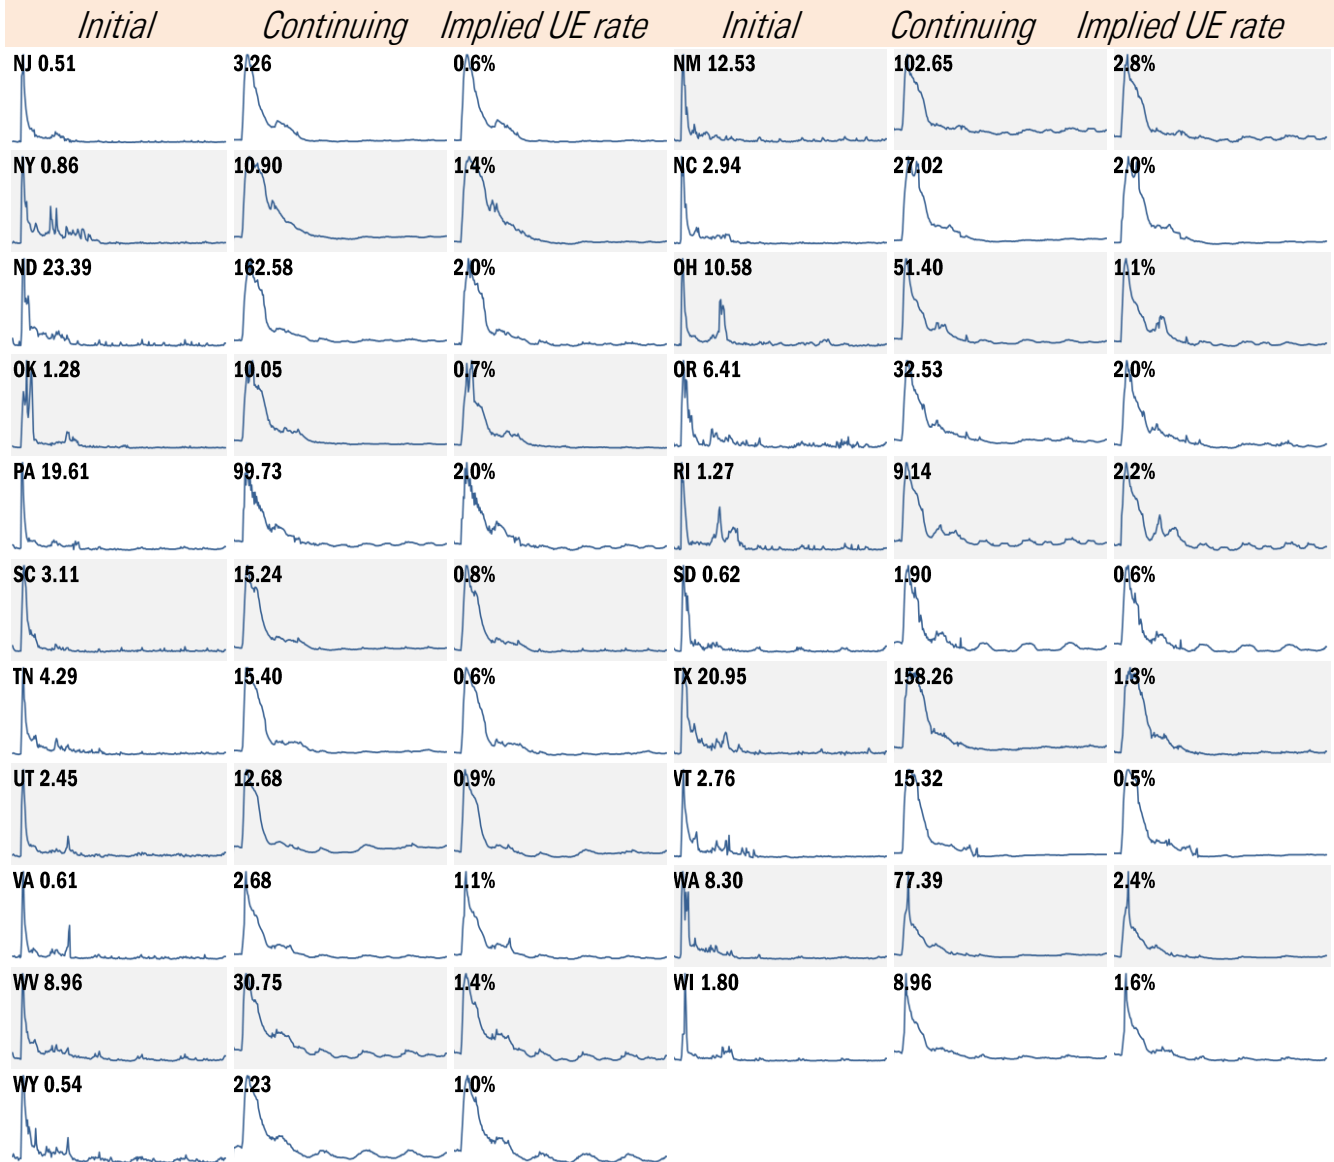 Initial Continuing Implied UE rate Initial Continuing Implied UE rate
NJ 0.51 3.26 0.6% NM 12.53 102.65 2.8%
NY 0.86 10.90 1.4% NC 2.94 27.02 2.0%
ND 23.39 162.58 2.0% OH 10.58 51.40 1.1%
OK 1.28 10.05 0.7% OR 6.41 32.53 2.0%
PA 19.61 99.73 2.0% RI 1.27 9.14 2.2%
SC 3.11 15.24 0.8% SD 0.62 1.90 0.6%
TN 4.29 15.40 0.6% TX 20.95 158.26 1.3%
UT 2.45 12.68 0.9% VT 2.76 15.32 0.5%
VA 0.61 2.68 1.1% WA 8.30 77.39 2.4%
WV 8.96 30.75 1.4% WI 1.80 8.96 1.6%
WY 0.54 2.23 1.0%